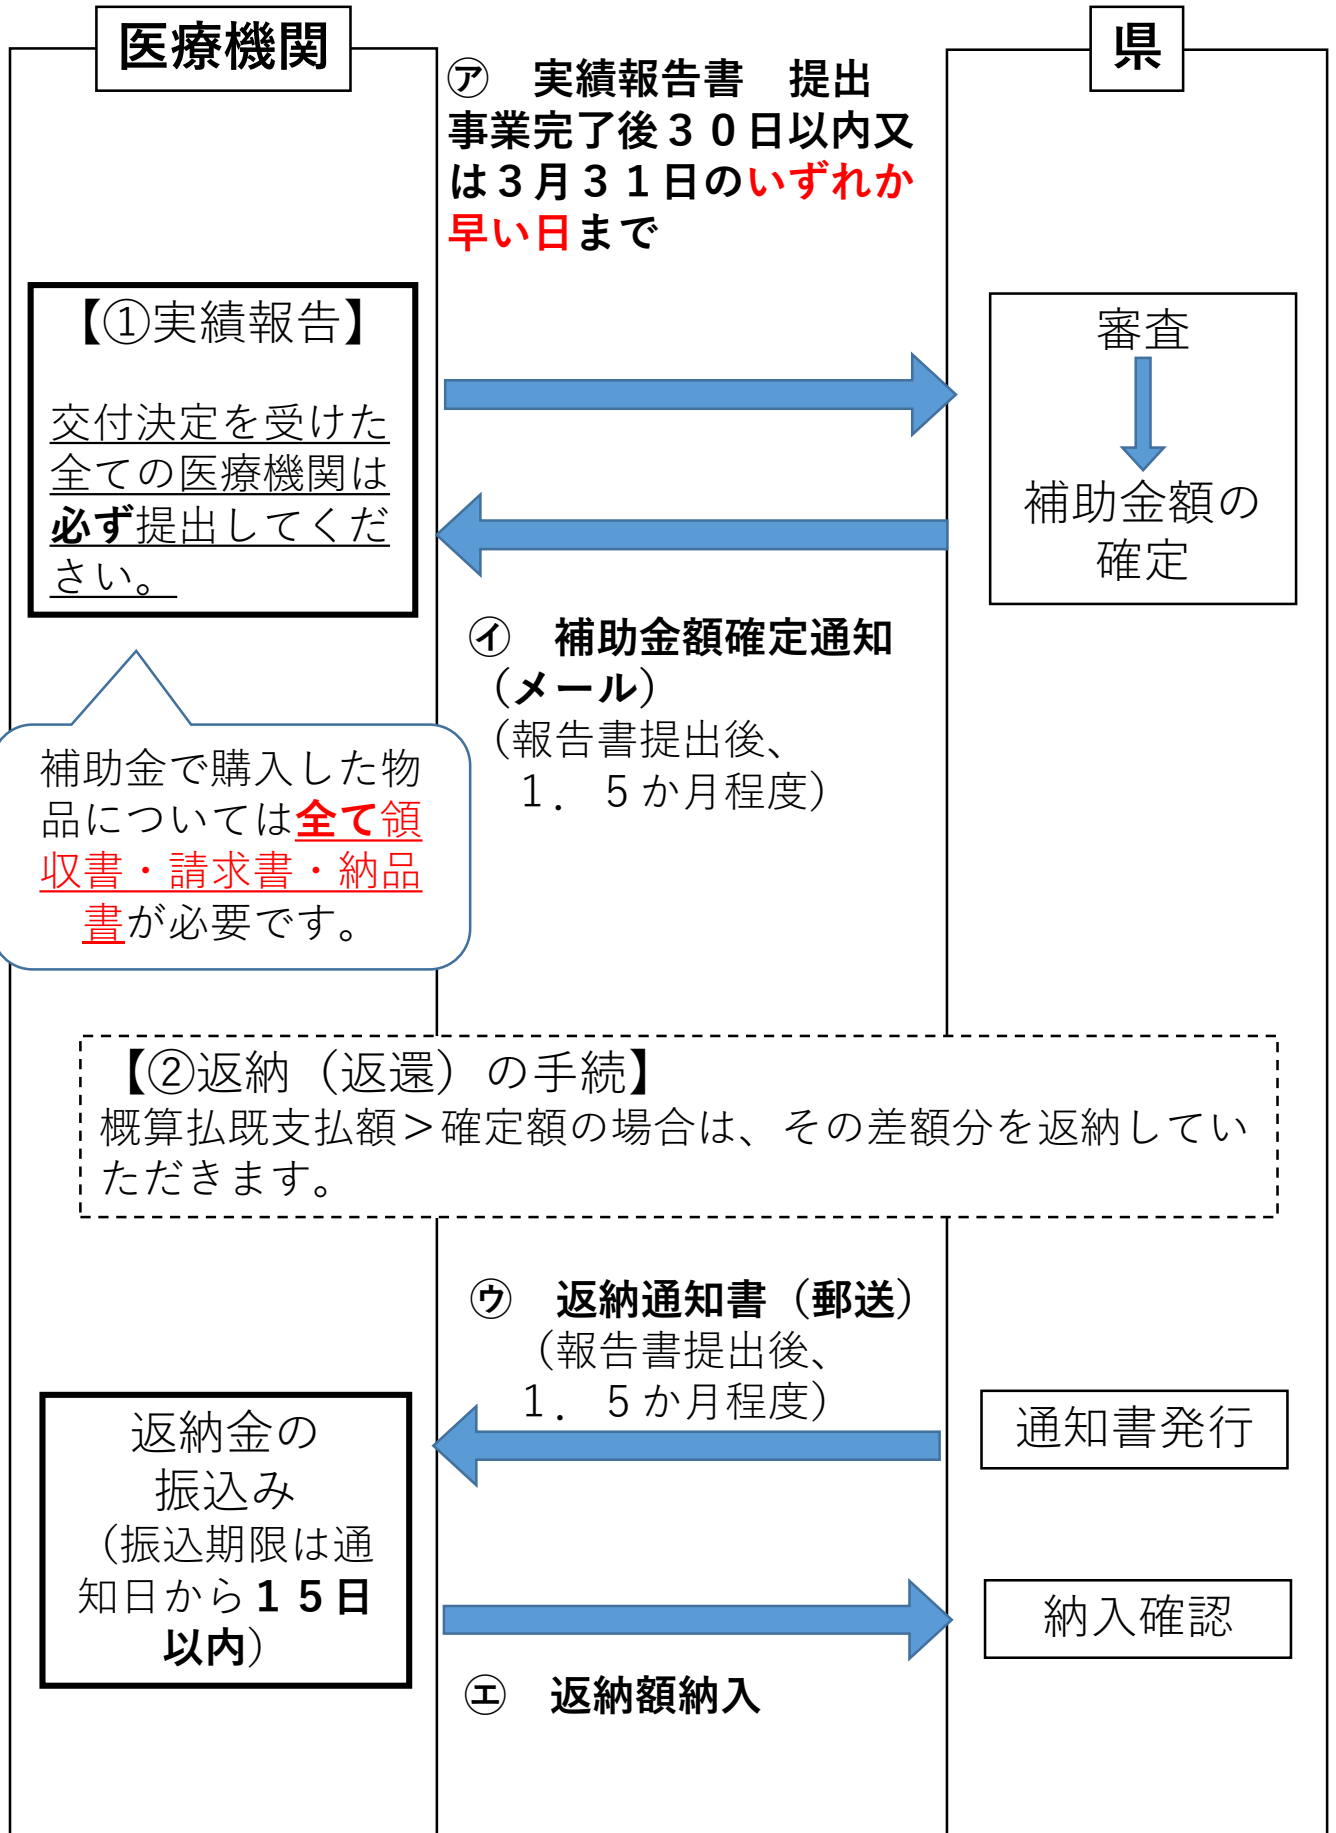 医療機関
県
㋐　実績報告書　提出
事業完了後３０日以内又
は３月３１日のいずれか
早い日まで
【①実績報告】
交付決定を受けた
全ての医療機関は
必ず提出してくだ
さい。
審査
補助金額の
確定
㋑　補助金額確定通知
（メール）
（報告書提出後、
１．５か月程度）
補助金で購入した物
品については全て領
収書・請求書・納品
書が必要です。
【②返納（返還）の手続】
概算払既支払額＞確定額の場合は、その差額分を返納してい
ただきます。
㋒　返納通知書（郵送）
（報告書提出後、
１．５か月程度）
返納金の
振込み
（振込期限は通
知日から１５日
以内）
通知書発行
納入確認
㋓　返納額納入